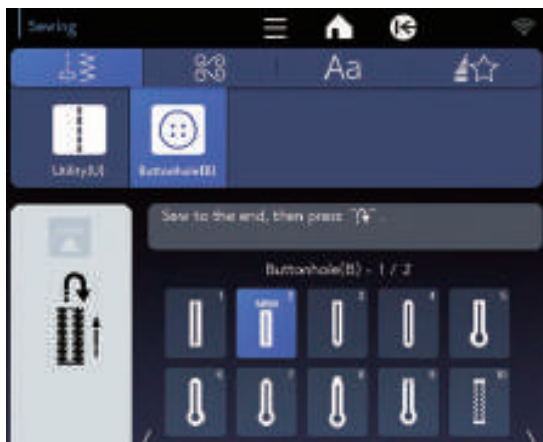 Sewing
Aa
Utility(U)
Buttonhole(B)
Sew to the end, then press " ".
Buttonhole(B) - 1 / 2
1
2
3
4
5
6
7
8
9
10